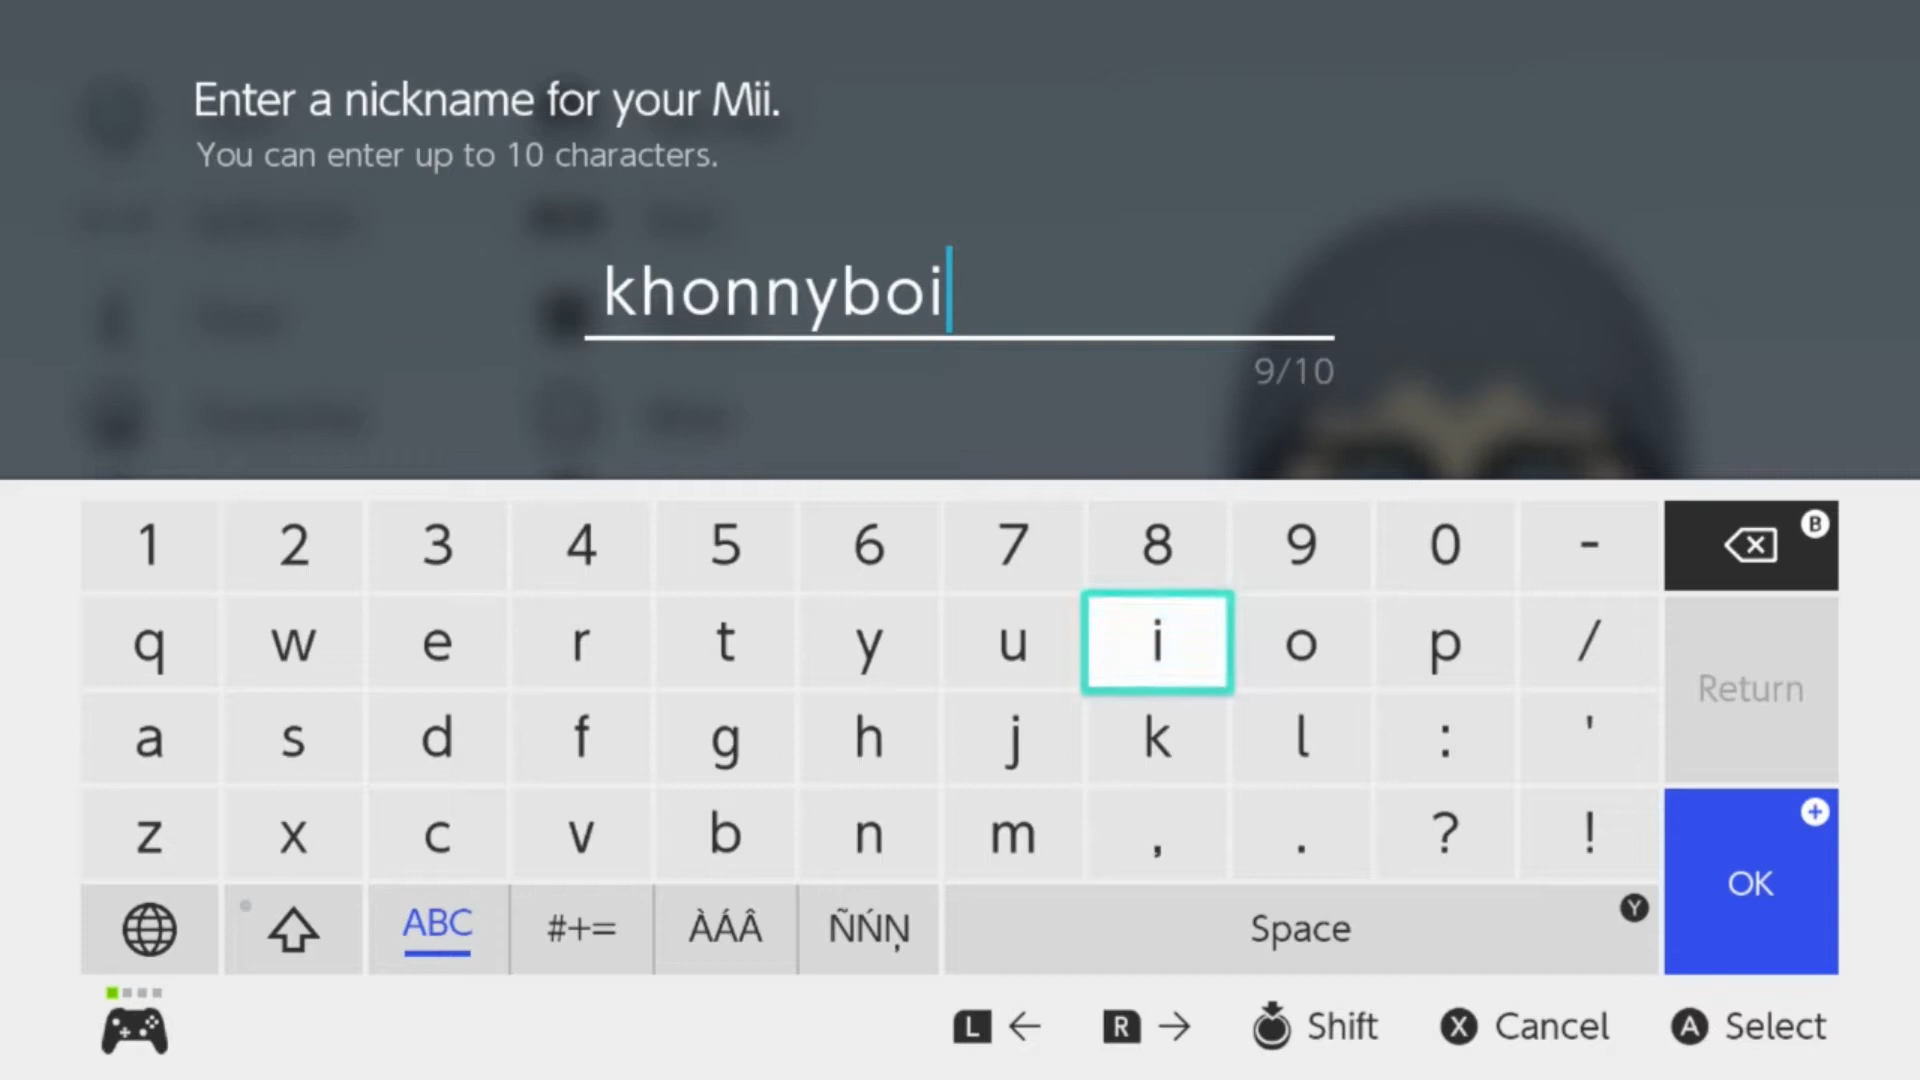 Enter a nickname for your Mii.
You can enter up to 10 characters.
khonnyboi
9/10
1 2 3 4 5 6 7 8 9 0 - B
q w e r t y u i o p /
Return
a s d f g h j k l : '
z x c v b n m , . ? ! +
OK
ABC #+= ÀÁÂ ÑŃŅ Space Y
L ← R → Shift X Cancel A Select